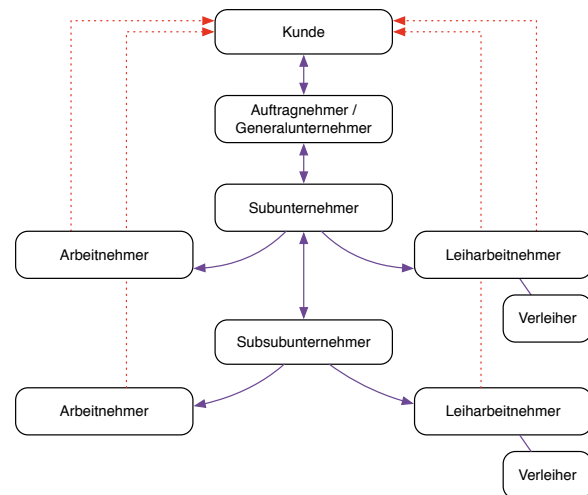 Kunde
Auftragnehmer /
Generalunternehmer
Subunternehmer
Arbeitnehmer
Leiharbeitnehmer
Verleiher
Subsubunternehmer
Arbeitnehmer
Leiharbeitnehmer
Verleiher